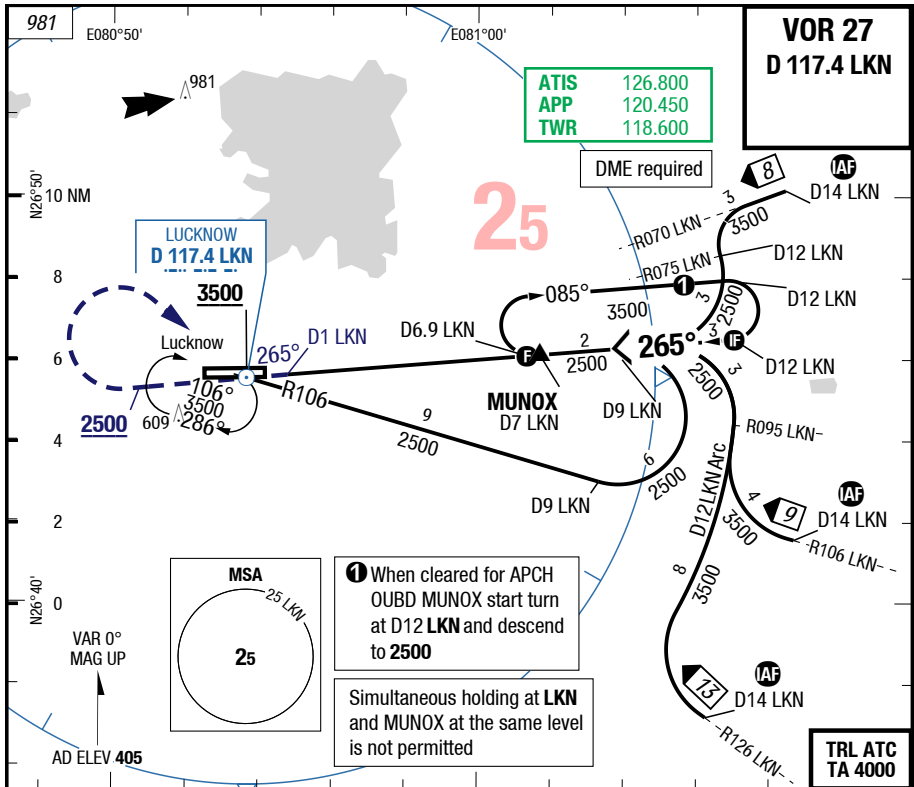 981
E080°50'
E081°00'
VOR 27
D 117.4 LKN
981
ATIS 126.800
APP 120.450
TWR 118.600
DME required
N26°50'
10 NM
8
6
4
2
0
N26°40'
25
8
IAF
D14 LKN
3
3500
R070 LKN
D12 LKN
R075 LKN
LUCKNOW
D 117.4 LKN
3500
085°
1
3500
3
2500
D12 LKN
D6.9 LKN
F
2
2500
265°
3
IF
D12 LKN
Lucknow
265°
D1 LKN
MUNOX
D7 LKN
D9 LKN
3
2500
106°
3500
286°
609
R106
2500
9
2500
D9 LKN
6
2500
R095 LKN
D12 LKN Arc
4
3500
9
IAF
D14 LKN
R106 LKN
8
3500
13
IAF
D14 LKN
R126 LKN
MSA
25 LKN
25
1 When cleared for APCH
OUBD MUNOX start turn
at D12 LKN and descend
to 2500
Simultaneous holding at LKN
and MUNOX at the same level
is not permitted
VAR 0°
MAG UP
AD ELEV 405
TRL ATC
TA 4000